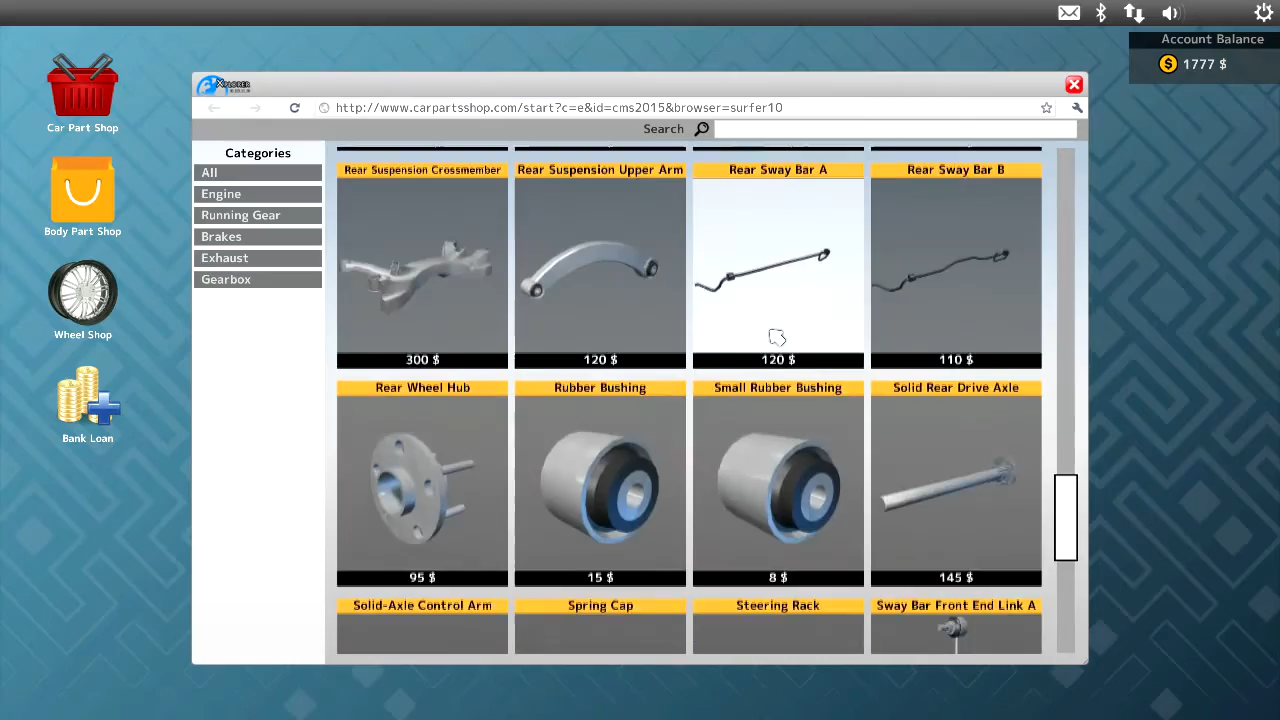 Account Balance
1777 $
Car Part Shop
Body Part Shop
Wheel Shop
Bank Loan
XPLORER
http://www.carpartsshop.com/start?c=e&id=cms2015&browser=surfer10
Search
Categories
All
Engine
Running Gear
Brakes
Exhaust
Gearbox
Rear Suspension Crossmember
Rear Suspension Upper Arm
Rear Sway Bar A
Rear Sway Bar B
300 $
120 $
120 $
110 $
Rear Wheel Hub
Rubber Bushing
Small Rubber Bushing
Solid Rear Drive Axle
95 $
15 $
8 $
145 $
Solid-Axle Control Arm
Spring Cap
Steering Rack
Sway Bar Front End Link A